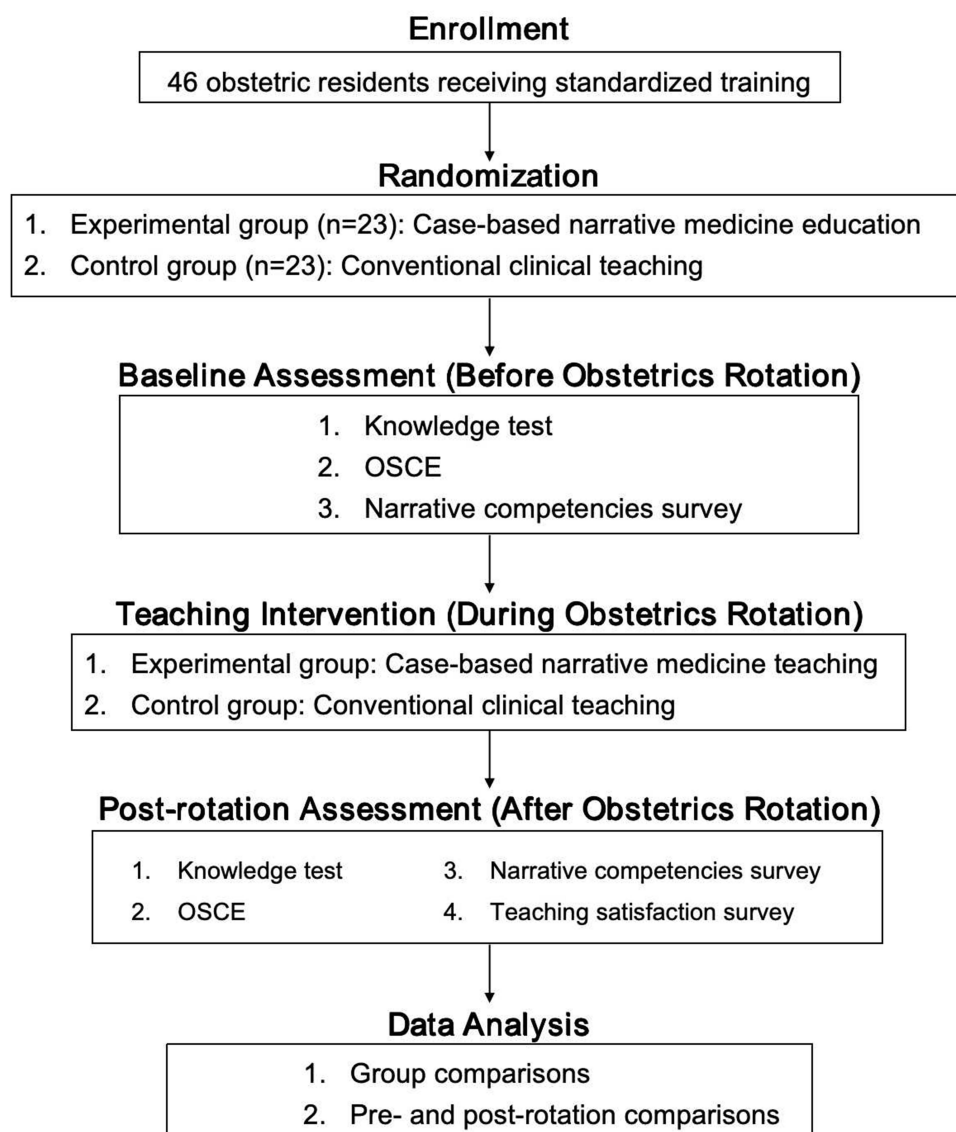 Enrollment
46 obstetric residents receiving standardized training
Randomization
1. Experimental group (n=23): Case-based narrative medicine education
2. Control group (n=23): Conventional clinical teaching
Baseline Assessment (Before Obstetrics Rotation)
1. Knowledge test
2. OSCE
3. Narrative competencies survey
Teaching Intervention (During Obstetrics Rotation)
1. Experimental group: Case-based narrative medicine teaching
2. Control group: Conventional clinical teaching
Post-rotation Assessment (After Obstetrics Rotation)
1. Knowledge test
2. OSCE
3. Narrative competencies survey
4. Teaching satisfaction survey
Data Analysis
1. Group comparisons
2. Pre- and post-rotation comparisons